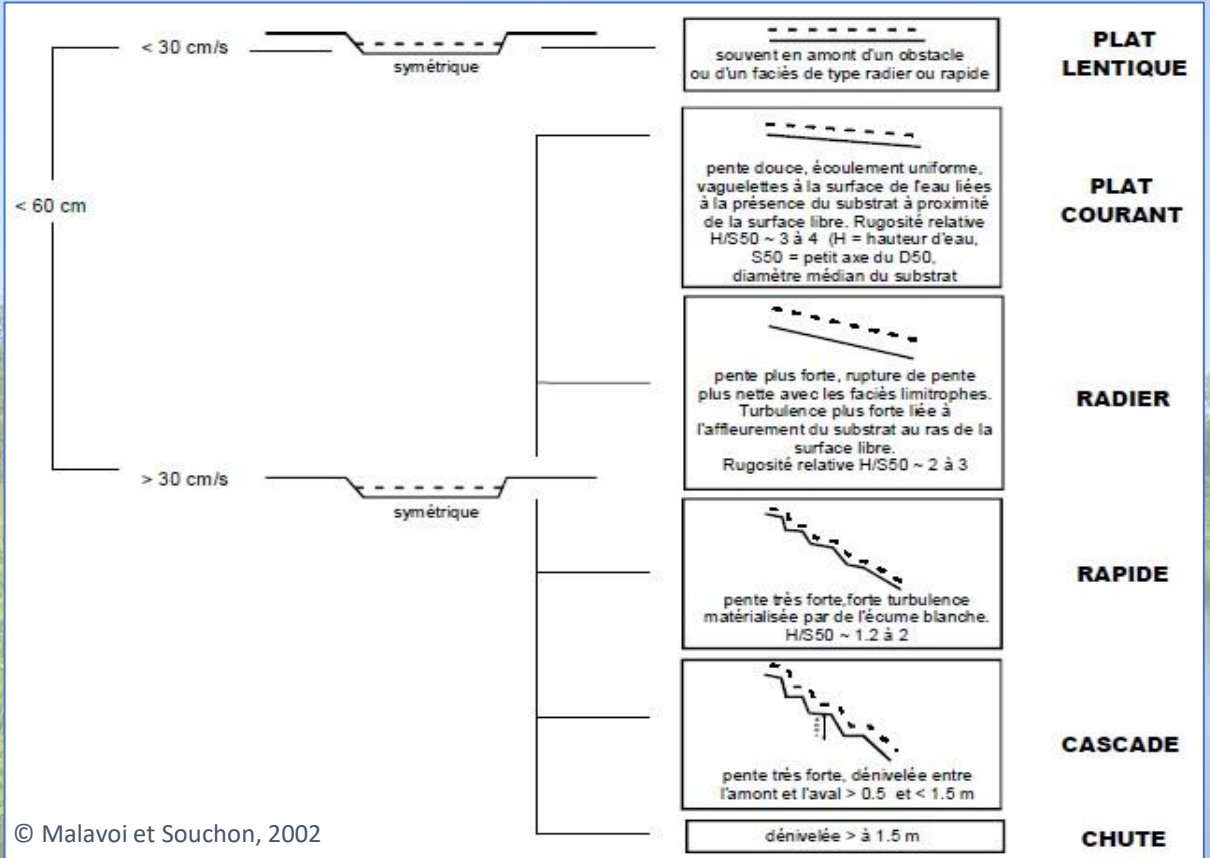 < 30 cm/s
symétrique
souvent en amont d'un obstacle
ou d'un faciès de type radier ou rapide
PLAT
LENTIQUE
< 60 cm
pente douce, écoulement uniforme,
vaguelettes à la surface de l'eau liées
à la présence du substrat à proximité
de la surface libre. Rugosité relative
H/S50 ~ 3 à 4 (H = hauteur d'eau,
S50 = petit axe du D50,
diamètre médian du substrat
PLAT
COURANT
pente plus forte, rupture de pente
plus nette avec les faciès limitrophes.
Turbulence plus forte liée à
l'affleurement du substrat au ras de la
surface libre.
Rugosité relative H/S50 ~ 2 à 3
RADIER
> 30 cm/s
symétrique
pente très forte,forte turbulence
matérialisée par de l'écume blanche.
H/S50 ~ 1.2 à 2
RAPIDE
pente très forte, dénivelée entre
l'amont et l'aval > 0.5 et < 1.5 m
CASCADE
dénivelée > à 1.5 m
CHUTE
© Malavoi et Souchon, 2002